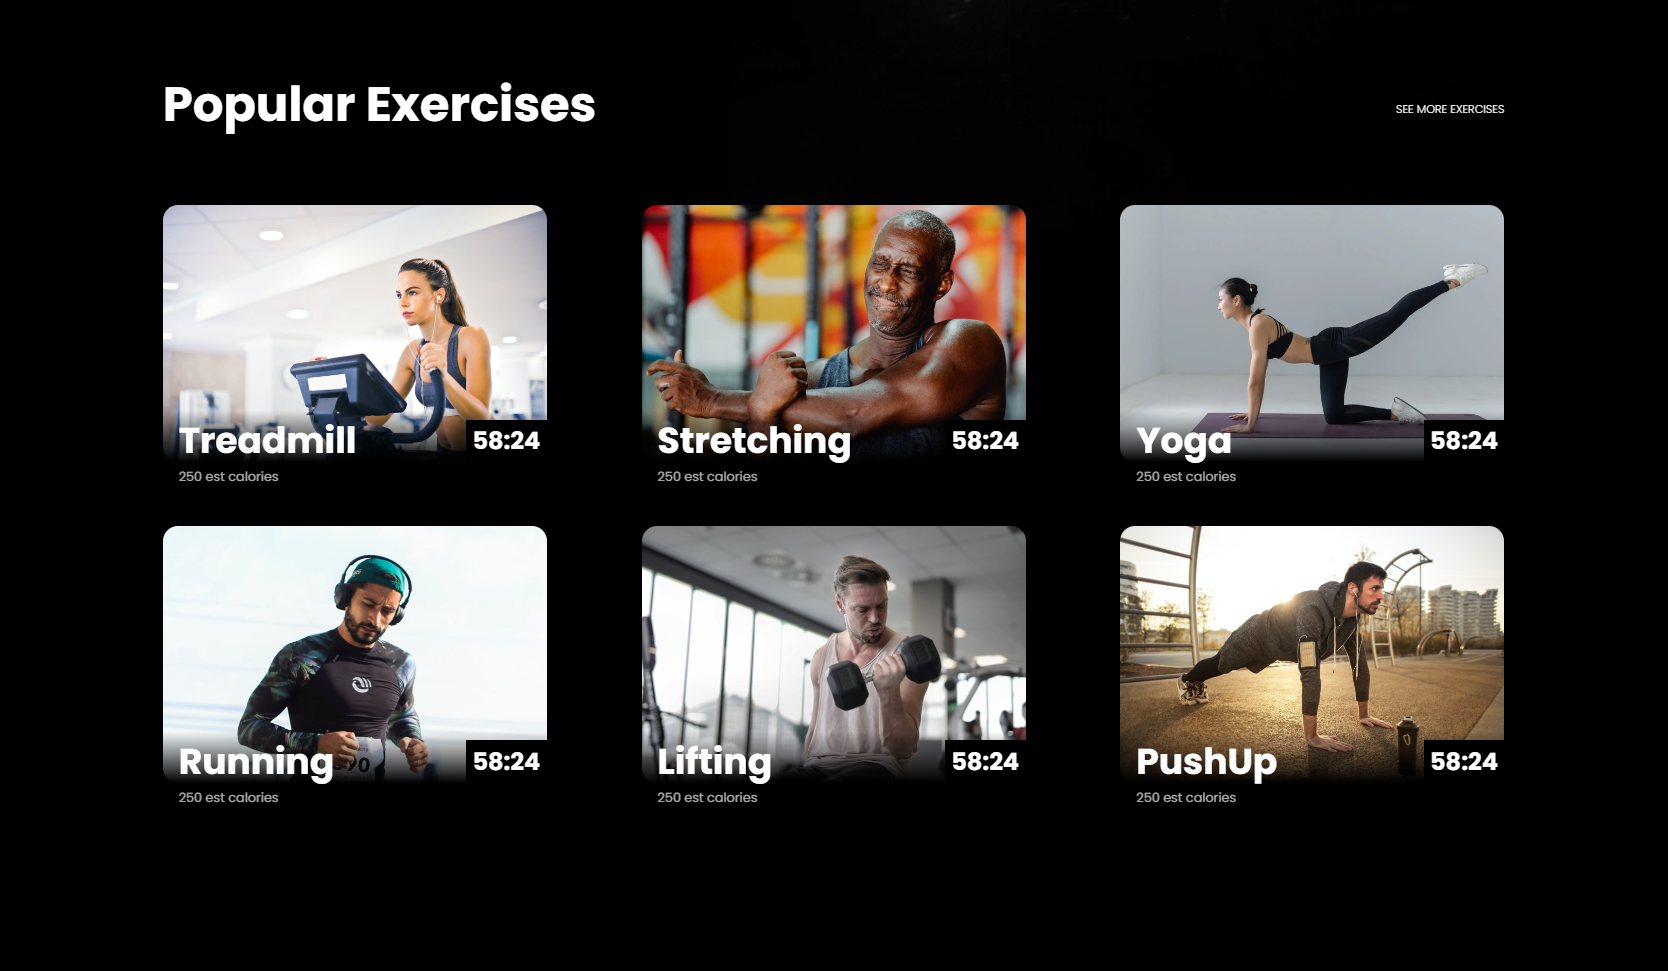 Popular Exercises
SEE MORE EXERCISES
Treadmill
58:24
250 est calories
Stretching
58:24
250 est calories
Yoga
58:24
250 est calories
Running
58:24
250 est calories
Lifting
58:24
250 est calories
PushUp
58:24
250 est calories